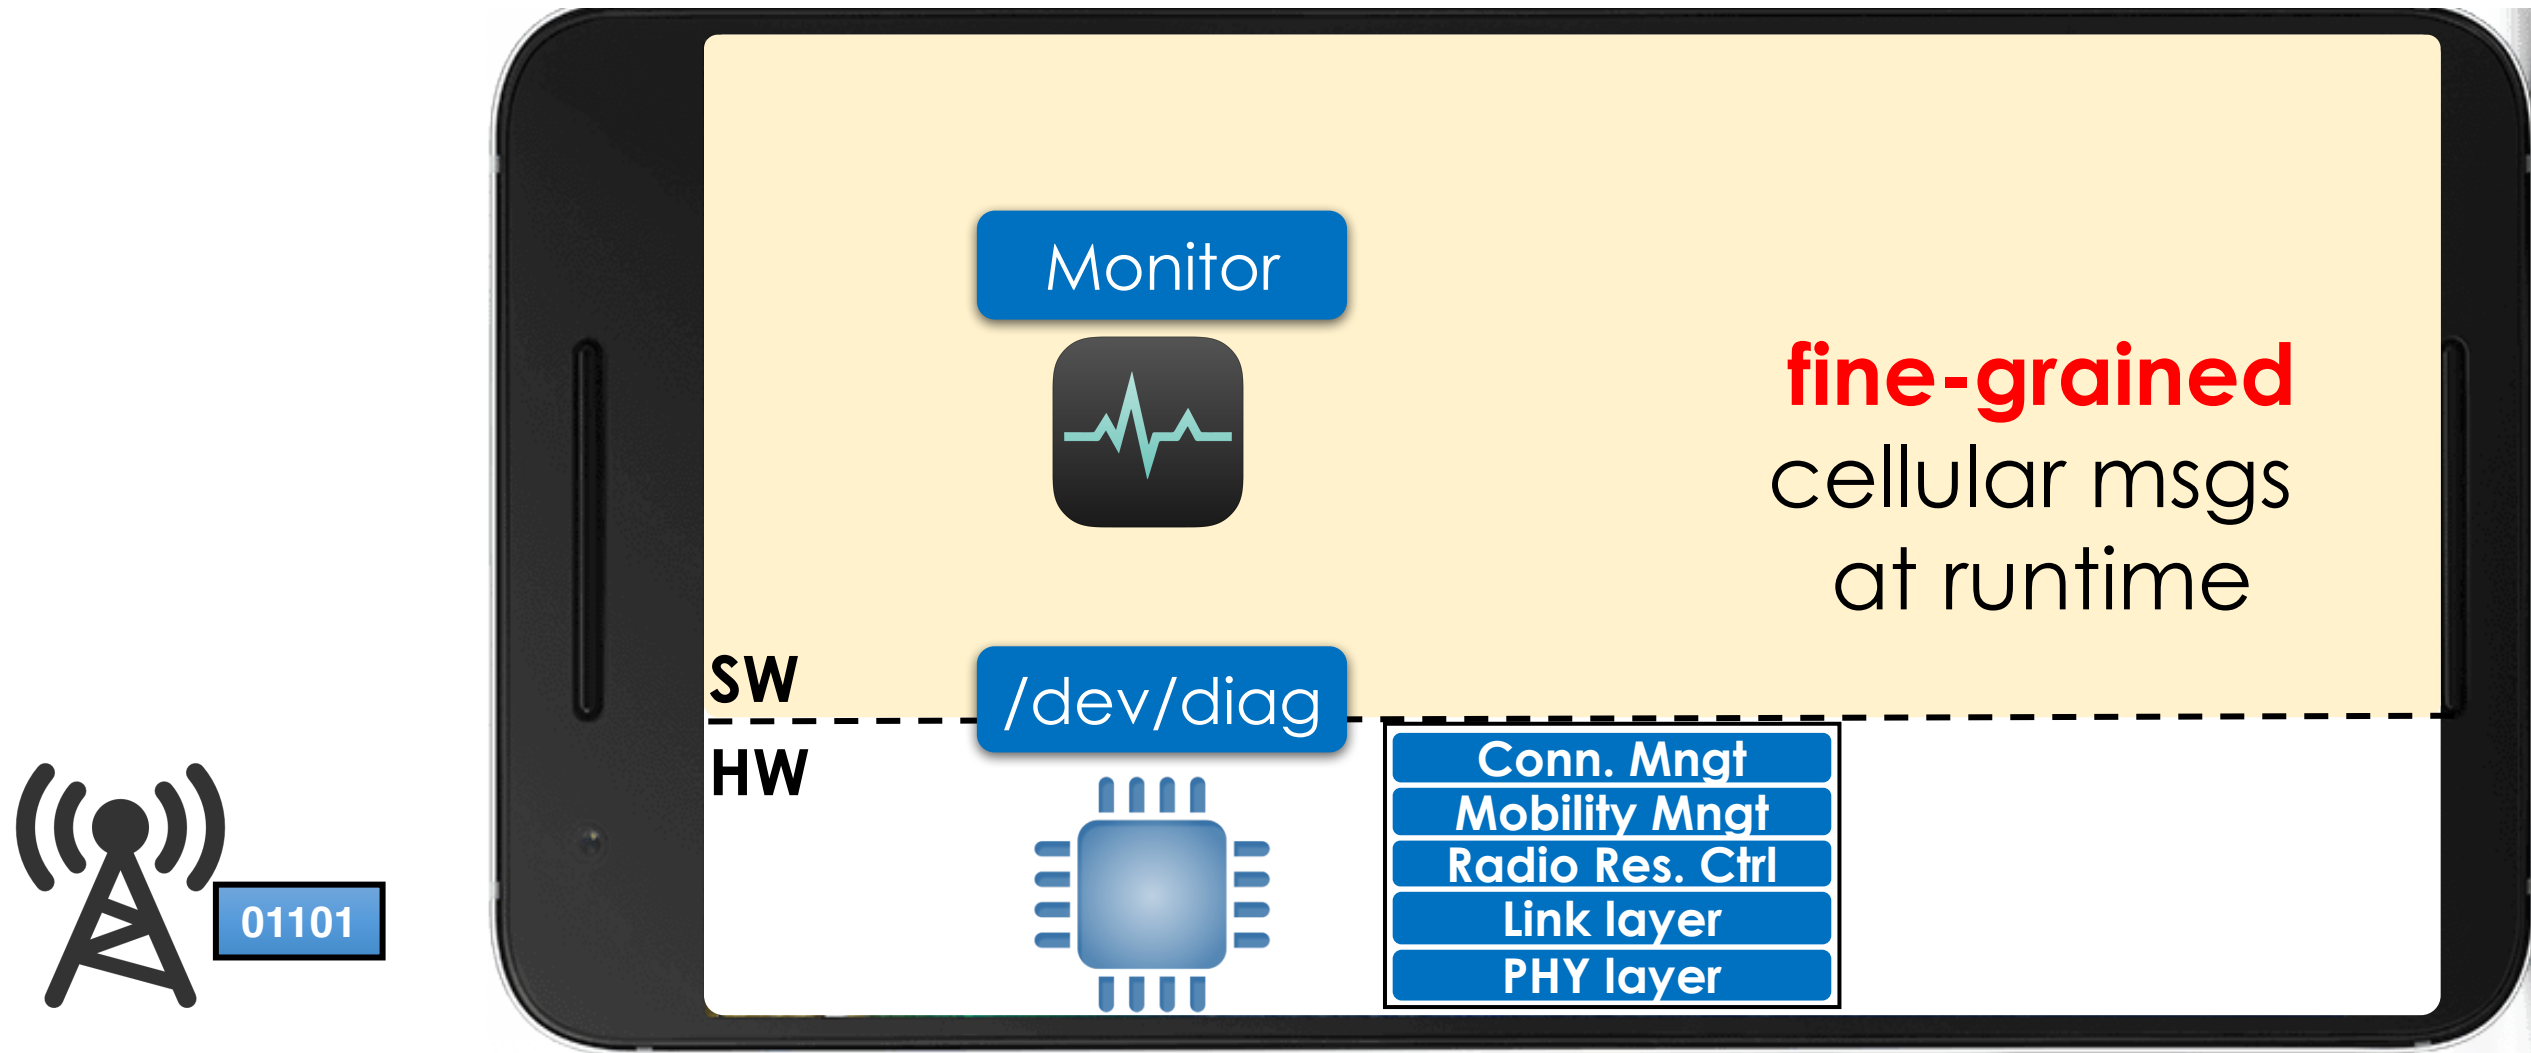 Monitor
fine-grained
cellular msgs
at runtime
SW
/dev/diag
HW
Conn. Mngt
Mobility Mngt
Radio Res. Ctrl
Link layer
PHY layer
01101